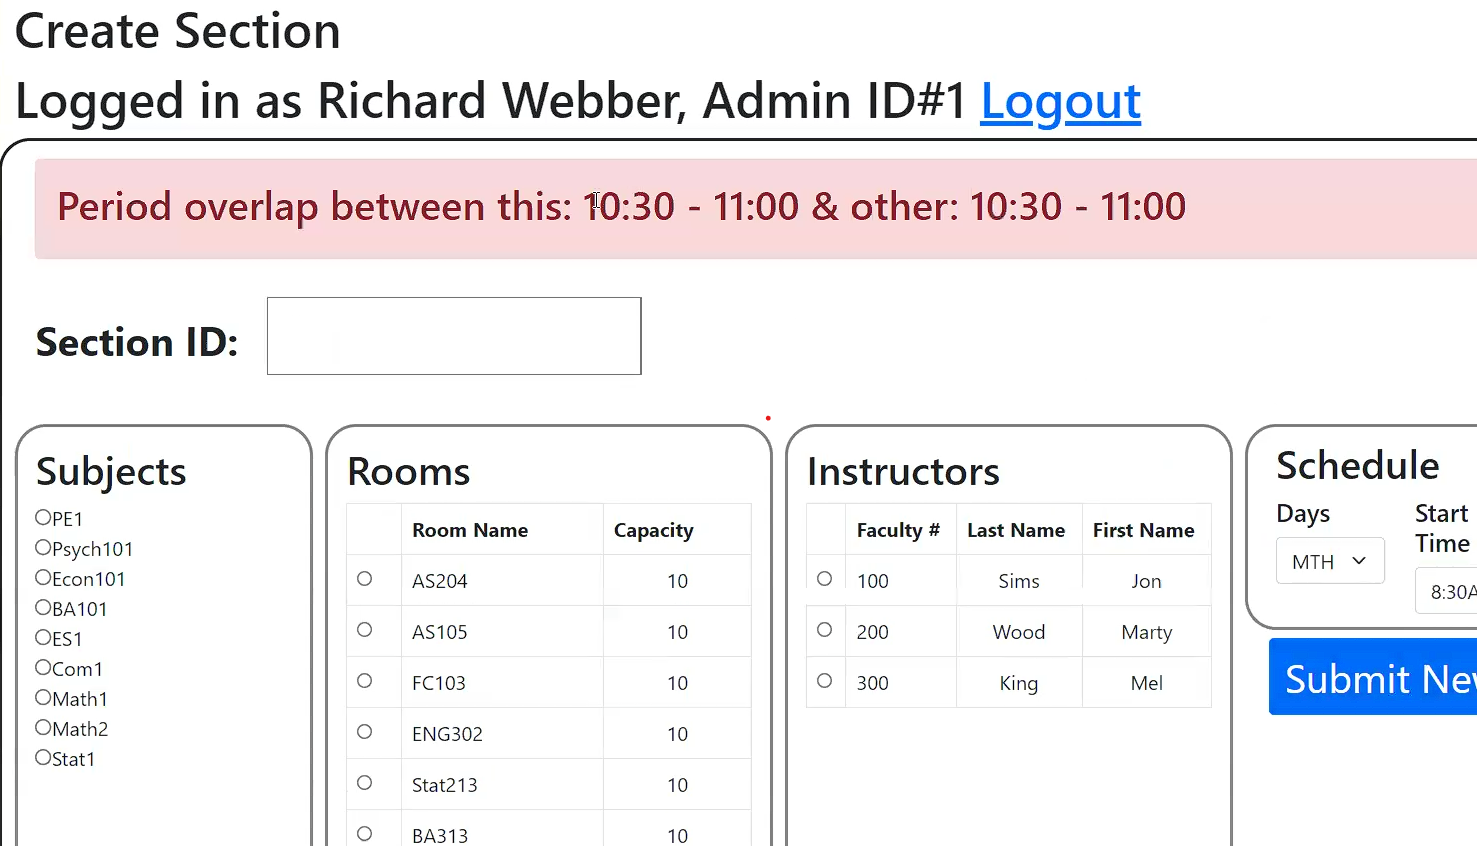 Create Section
Logged in as Richard Webber, Admin ID#1 Logout
Period overlap between this: 10:30 - 11:00 & other: 10:30 - 11:00
Section ID:
Subjects
PE1
Psych101
Econ101
BA101
ES1
Com1
Math1
Math2
Stat1
Rooms
Room Name Capacity
AS204 10
AS105 10
FC103 10
ENG302 10
Stat213 10
BA313 10
Instructors
Faculty # Last Name First Name
100 Sims Jon
200 Wood Marty
300 King Mel
Schedule
Days
MTH
Start
Time
8:30A
Submit New